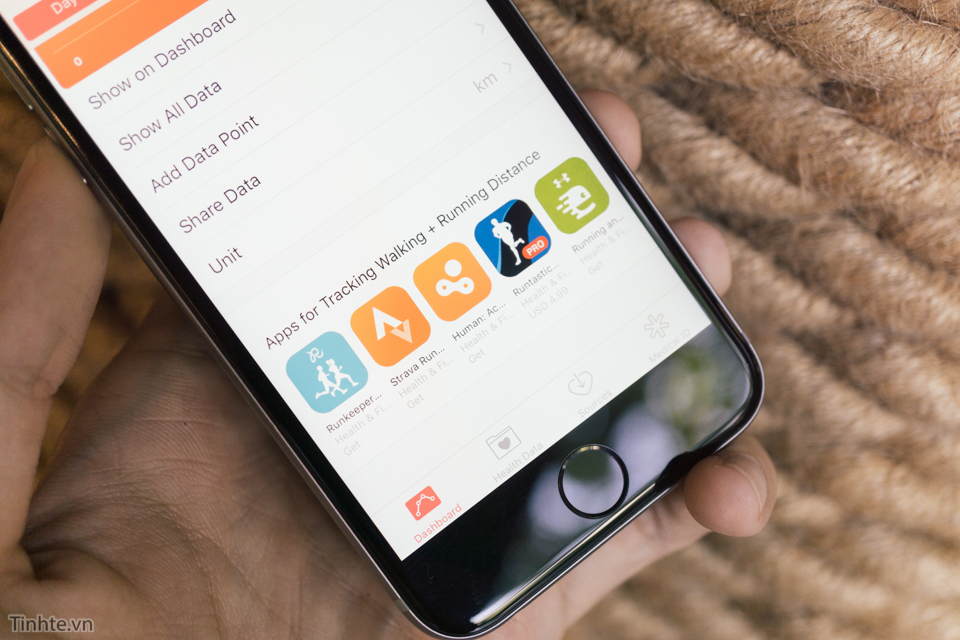 Day
0
Show on Dashboard
Show All Data
Add Data Point
Share Data
Unit
km
Apps for Tracking Walking + Running Distance
PRO
Runkeeper...
Health & Fi...
Get
Strava Run...
Health & Fi...
Get
Human: Ac...
Health & Fi...
Get
Runtastic...
Health & Fi...
USD 4.99
Running an...
Health & Fi...
Get
Dashboard
Health Data
Sources
Medical ID
Tinhte.vn